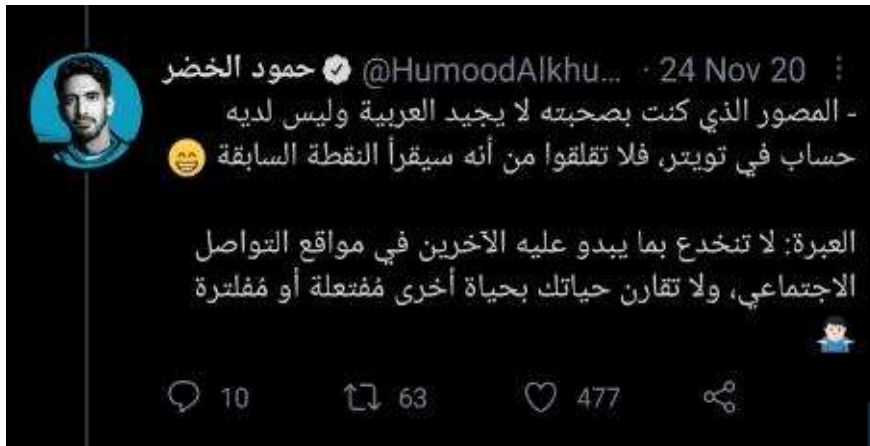 حمود الخضر @HumoodAlkhu... · 24 Nov 20
- المصور الذي كنت بصحبته لا يجيد العربية وليس لديه
حساب في تويتر، فلا تقلقوا من أنه سيقرأ النقطة السابقة 😁
العبرة: لا تنخدع بما يبدو عليه الآخرين في مواقع التواصل
الاجتماعي، ولا تقارن حياتك بحياة أخرى مُفتعلة أو مُفلترة
🤷🏻‍♂️
10 63 477